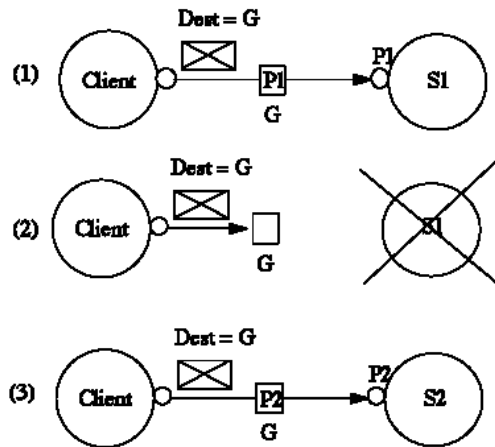 Dest = G
(1) Client P1 P1 S1
G
Dest = G
(2) Client S1
G
Dest = G
(3) Client P2 P2 S2
G